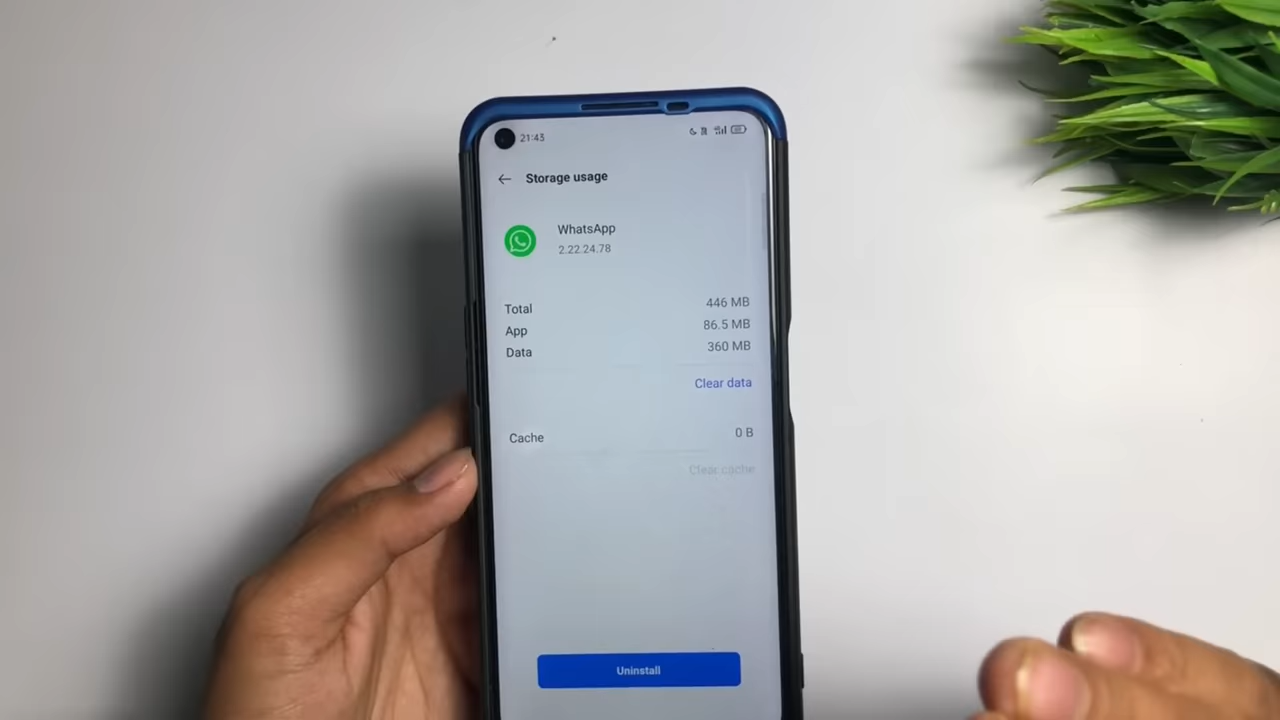 21:43
Storage usage
WhatsApp
2.22.24.78
Total 446 MB
App 86.5 MB
Data 360 MB
Clear data
Cache 0 B
Clear cache
Uninstall